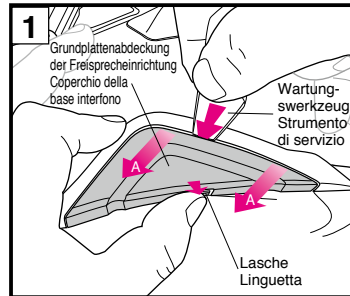 1
Grundplattenabdeckung
der Freisprecheinrichtung
Coperchio della
base interfono
Wartung-
swerkzeug
Strumento
di servizio
A
A
Lasche
Linguetta